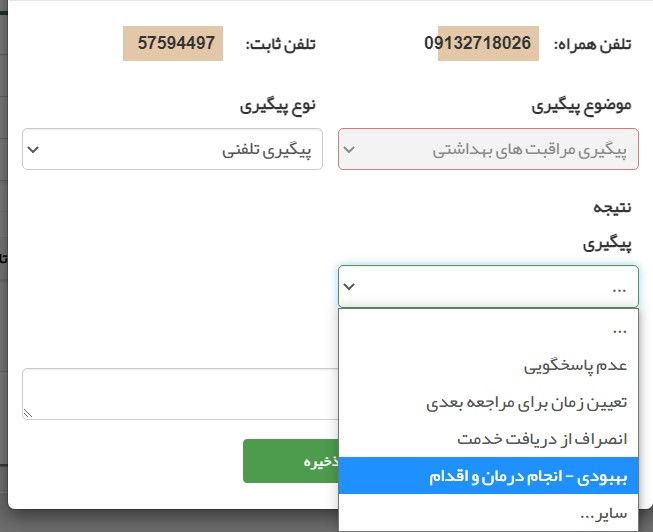 تلفن همراه: 09132718026 تلفن ثابت: 57594497
موضوع پیگیری
نوع پیگیری
پیگیری مراقبت های بهداشتی
پیگیری تلفنی
نتیجه
پیگیری
...
...
عدم پاسخگویی
تعیین زمان برای مراجعه بعدی
انصراف از دریافت خدمت
بهبودی - انجام درمان و اقدام
سایر...
ذخیره